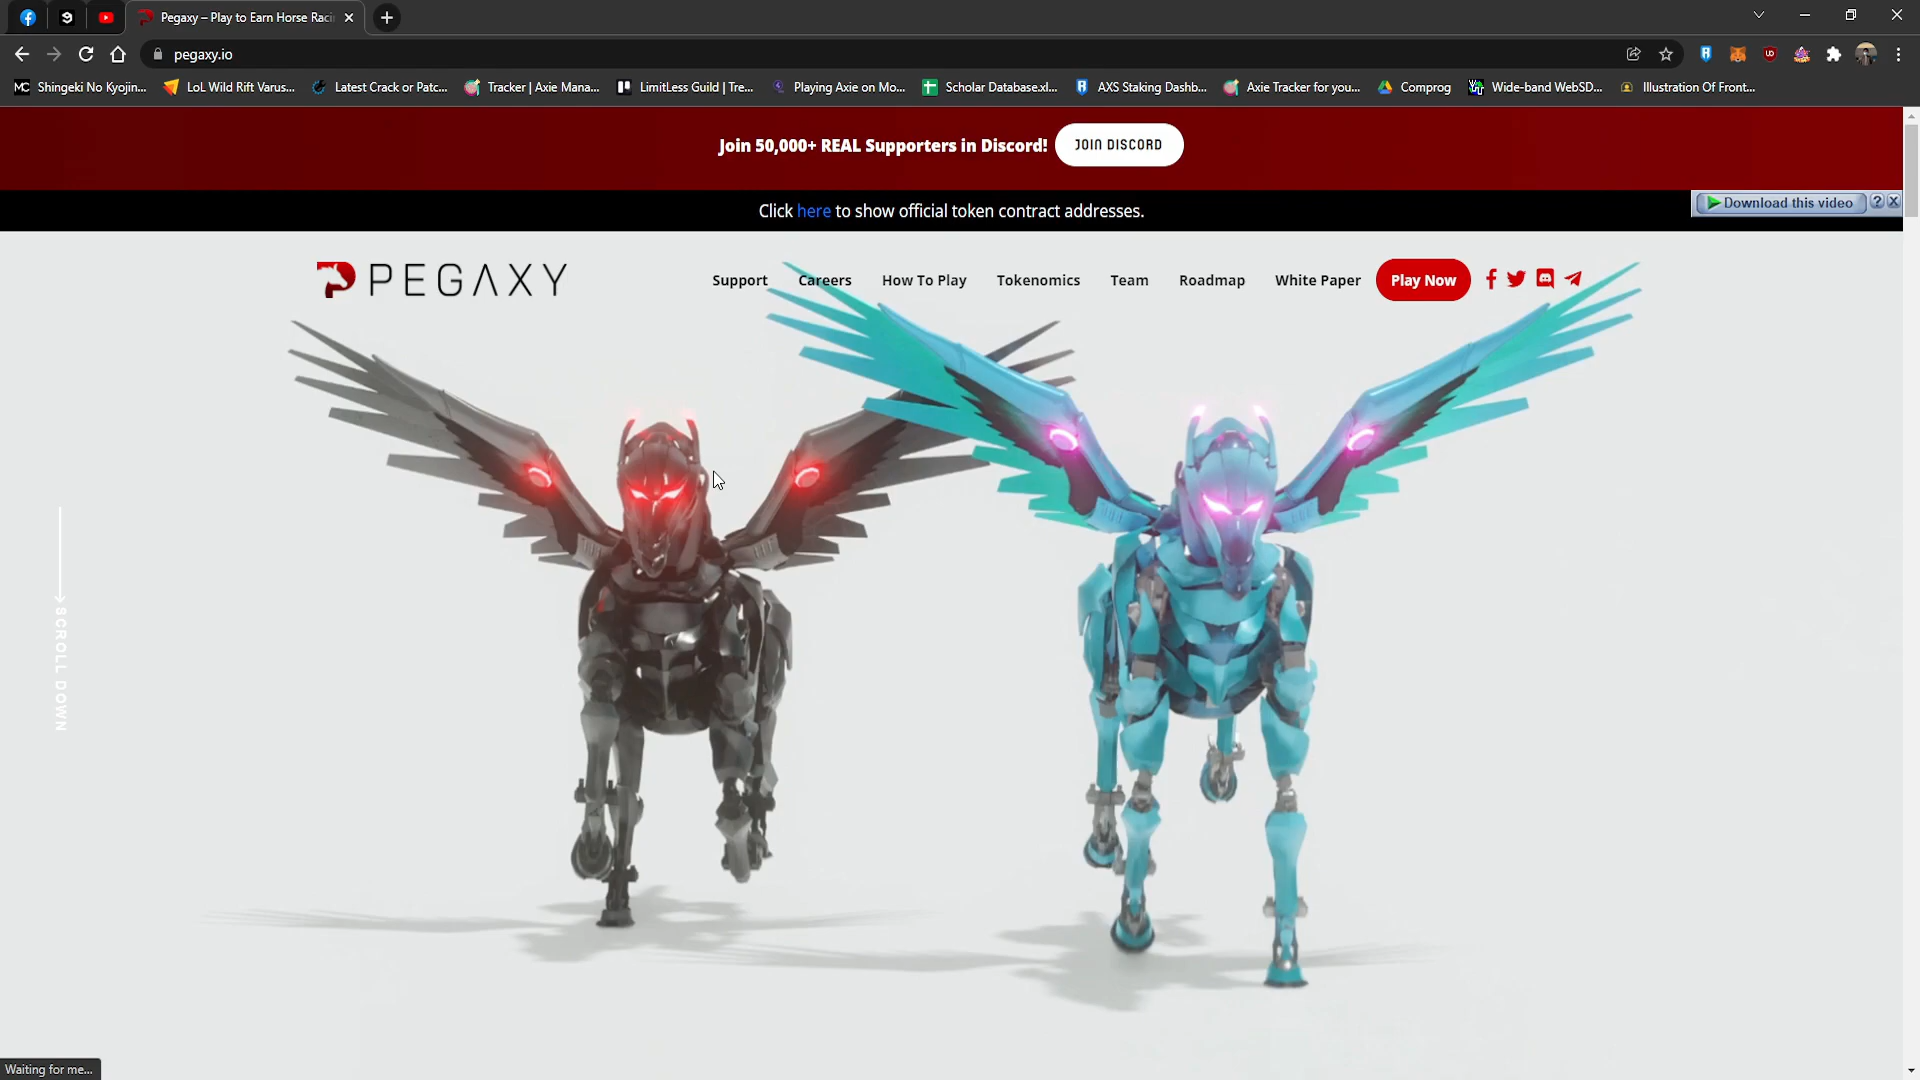 Pegaxy – Play to Earn Horse Raci
pegaxy.io
Shingeki No Kyojin...
LoL Wild Rift Varus...
Latest Crack or Patc...
Tracker | Axie Mana...
LimitLess Guild | Tre...
Playing Axie on Mo...
Scholar Database.xl...
AXS Staking Dashb...
Axie Tracker for you...
Comprog
Wide-band WebSD...
Illustration Of Front...
Join 50,000+ REAL Supporters in Discord!
JOIN DISCORD
Click here to show official token contract addresses.
Download this video
PEGAXY
Support
Careers
How To Play
Tokenomics
Team
Roadmap
White Paper
Play Now
SCROLL DOWN
Waiting for me...